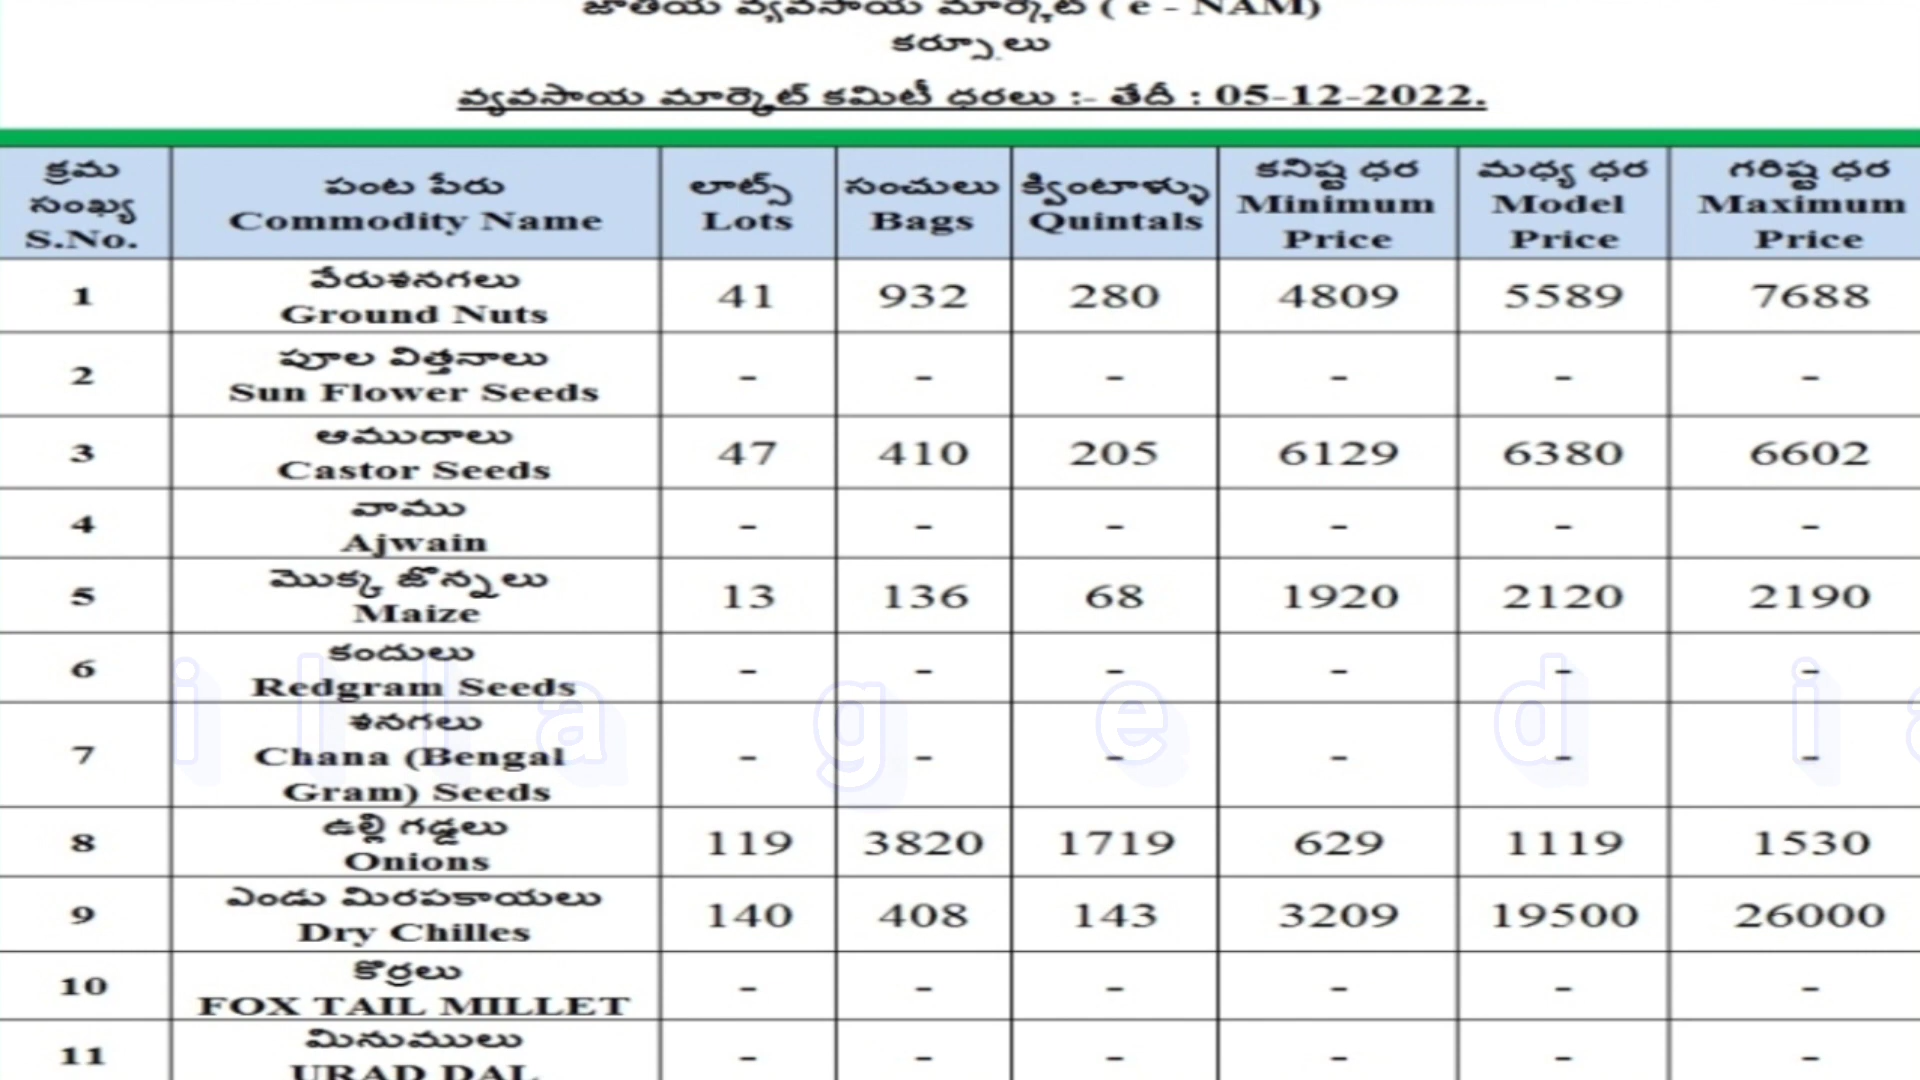 జాతీయ వ్యవసాయ మార్కెట్ ( e - NAM)
కర్నూలు
వ్యవసాయ మార్కెట్ కమిటీ ధరలు :- తేదీ : 05-12-2022.
క్రమ సంఖ్య S.No. పంట పేరు Commodity Name లాట్స్ Lots సంచులు Bags క్వింటాళ్ళు Quintals కనిష్ట ధర Minimum Price మధ్య ధర Model Price గరిష్ట ధర Maximum Price
1 వేరుశనగలు Ground Nuts 41 932 280 4809 5589 7688
2 పూల విత్తనాలు Sun Flower Seeds - - - - - -
3 ఆముదాలు Castor Seeds 47 410 205 6129 6380 6602
4 వాము Ajwain - - - - - -
5 మొక్క జొన్నలు Maize 13 136 68 1920 2120 2190
6 కందులు Redgram Seeds - - - - - -
7 శనగలు Chana (Bengal Gram) Seeds - - - - - -
8 ఉల్లి గడ్డలు Onions 119 3820 1719 629 1119 1530
9 ఎండు మిరపకాయలు Dry Chilles 140 408 143 3209 19500 26000
10 కొర్రలు FOX TAIL MILLET - - - - - -
11 మినుములు URAD DAL - - - - - -